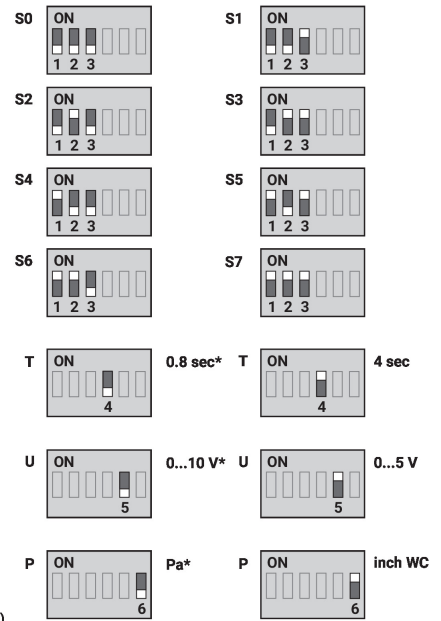 S0 ON S1 ON
1 2 3 1 2 3
S2 ON S3 ON
1 2 3 1 2 3
S4 ON S5 ON
1 2 3 1 2 3
S6 ON S7 ON
1 2 3 1 2 3
T ON 0.8 sec* T ON 4 sec
4 4
U ON 0...10 V* U ON 0...5 V
5 5
P ON Pa* P ON inch WC
6 6
)